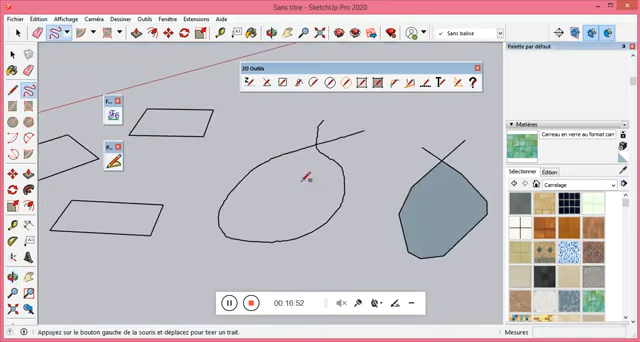 Sans titre - SketchUp Pro 2020
Fichier Édition Affichage Caméra Dessiner Outils Fenêtre Extensions Aide
Sans balise
Palette par défaut
2D Outils
F...
R...
Matières
Carreau en verre au format carr
Sélectionner Édition
Carrelage
00:16:52
Appuyez sur le bouton gauche de la souris et déplacez pour tirer un trait.
Mesures